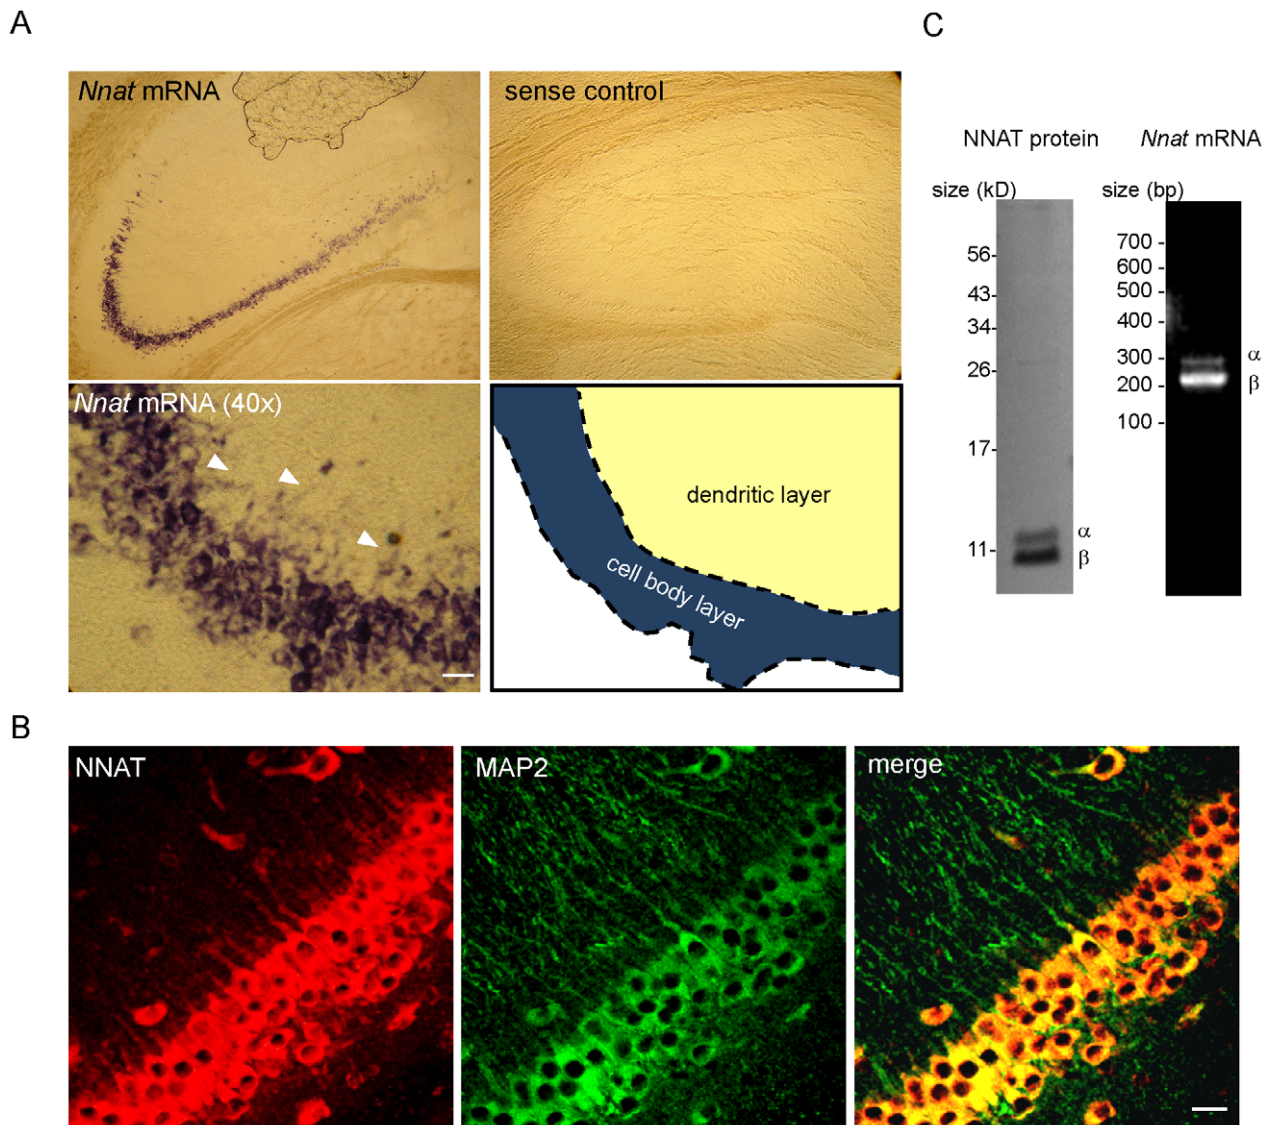 A
Nnat mRNA
sense control
Nnat mRNA (40x)
dendritic layer
cell body layer
C
NNAT protein
Nnat mRNA
size (kD)
size (bp)
56-
43-
34-
26-
17-
11-
α
β
700 -
600 -
500 -
400 -
300 -
200 -
100 -
α
β
B
NNAT
MAP2
merge